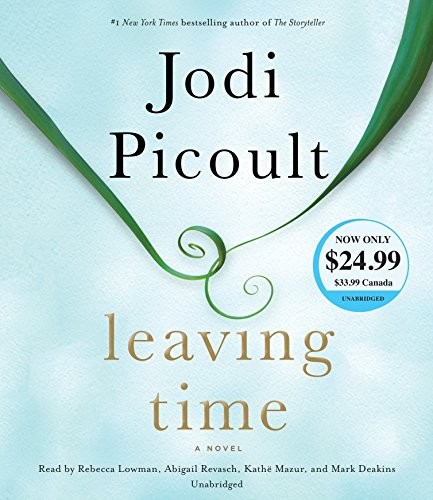 #1 New York Times bestselling author of The Storyteller
Jodi
Picoult
NOW ONLY
$24.99
$33.99 Canada
UNABRIDGED
leaving
time
A NOVEL
Read by Rebecca Lowman, Abigail Revasch, Kathë Mazur, and Mark Deakins
Unabridged